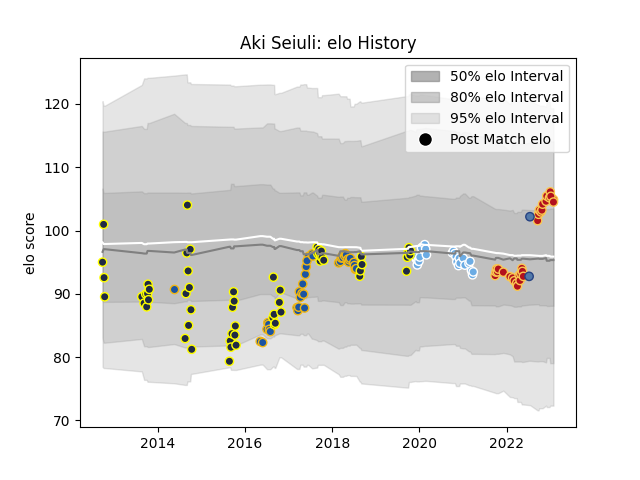 Aki Seiuli: elo History
50% elo Interval
80% elo Interval
95% elo Interval
Post Match elo
elo score
120
110
100
90
80
70
2014
2016
2018
2020
2022